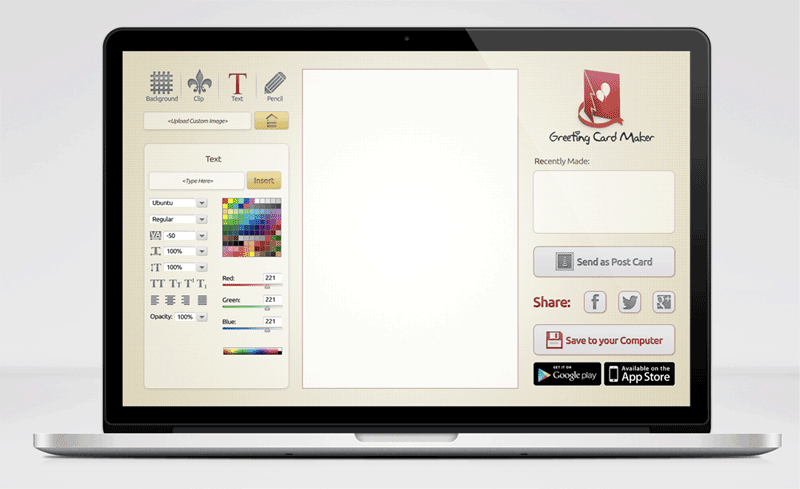 Background
Clip
Text
Pencil
<Upload Custom Image>
Text
<Type Here>
Insert
Ubuntu
Regular
VA
-50
T
100%
T
100%
TT Tт T¹ T₁
Opacity: 100%
Red: 221
Green: 221
Blue: 221
Greeting Card Maker
Recently Made:
Send as Post Card
Share:
f
g+
Save to your Computer
GET IT ON
Google play
Available on the
App Store